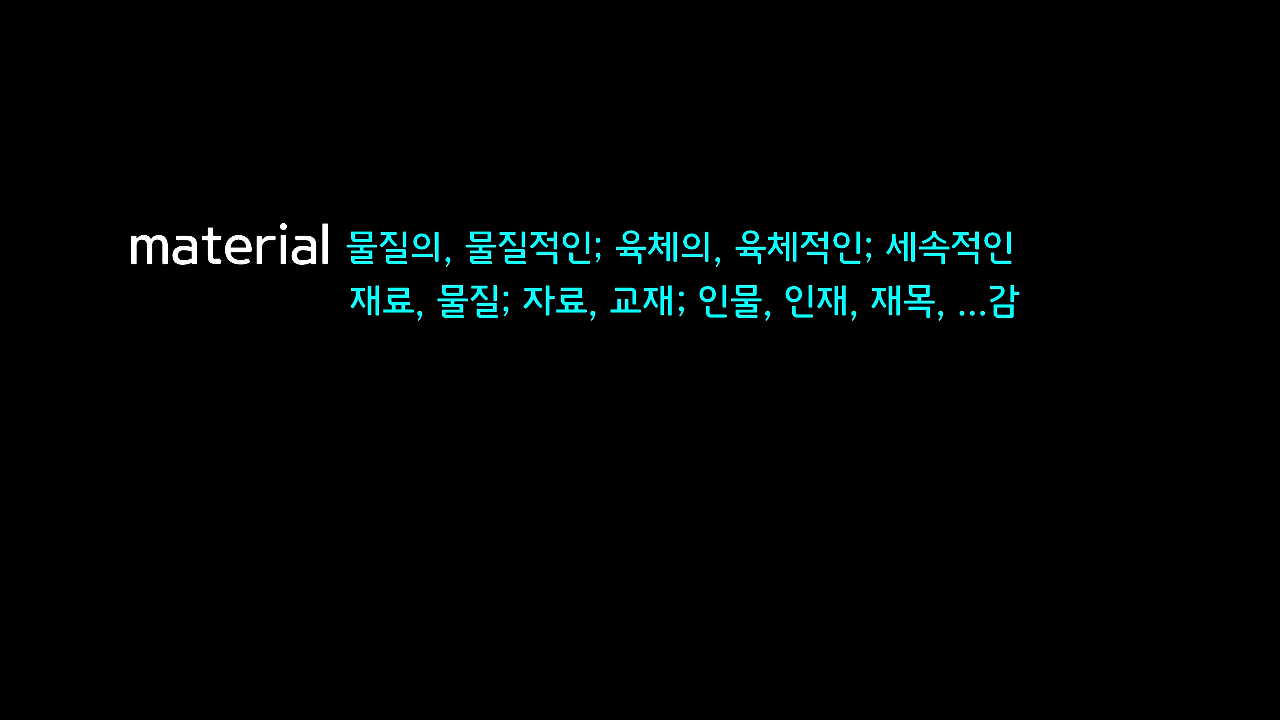 material 물질의, 물질적인; 육체의, 육체적인; 세속적인
재료, 물질; 자료, 교재; 인물, 인재, 재목, ...감